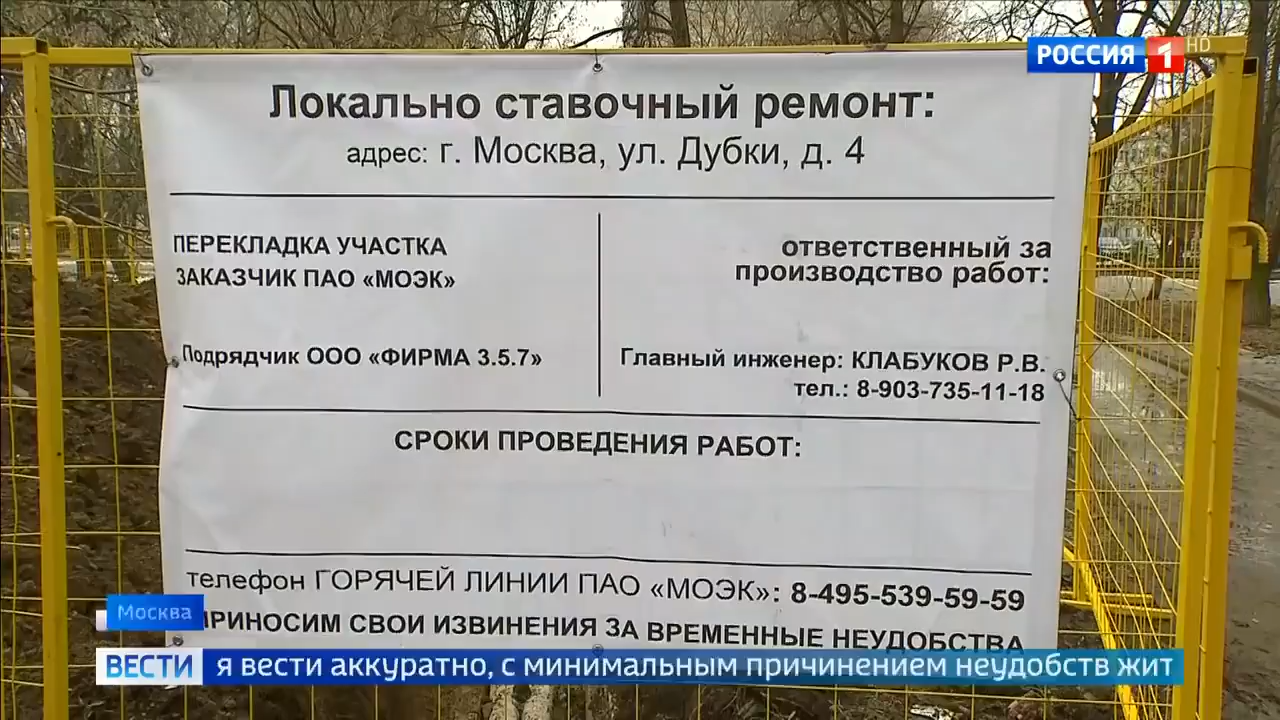 РОССИЯ 1 HD
Локально ставочный ремонт:
адрес: г. Москва, ул. Дубки, д. 4
ПЕРЕКЛАДКА УЧАСТКА
ЗАКАЗЧИК ПАО «МОЭК»
Подрядчик ООО «ФИРМА 3.5.7»
ответственный за
производство работ:
Главный инженер: КЛАБУКОВ Р.В.
тел.: 8-903-735-11-18
СРОКИ ПРОВЕДЕНИЯ РАБОТ:
телефон ГОРЯЧЕЙ ЛИНИИ ПАО «МОЭК»: 8-495-539-59-59
ПРИНОСИМ СВОИ ИЗВИНЕНИЯ ЗА ВРЕМЕННЫЕ НЕУДОБСТВА
Москва
ВЕСТИ я вести аккуратно, с минимальным причинением неудобств жит